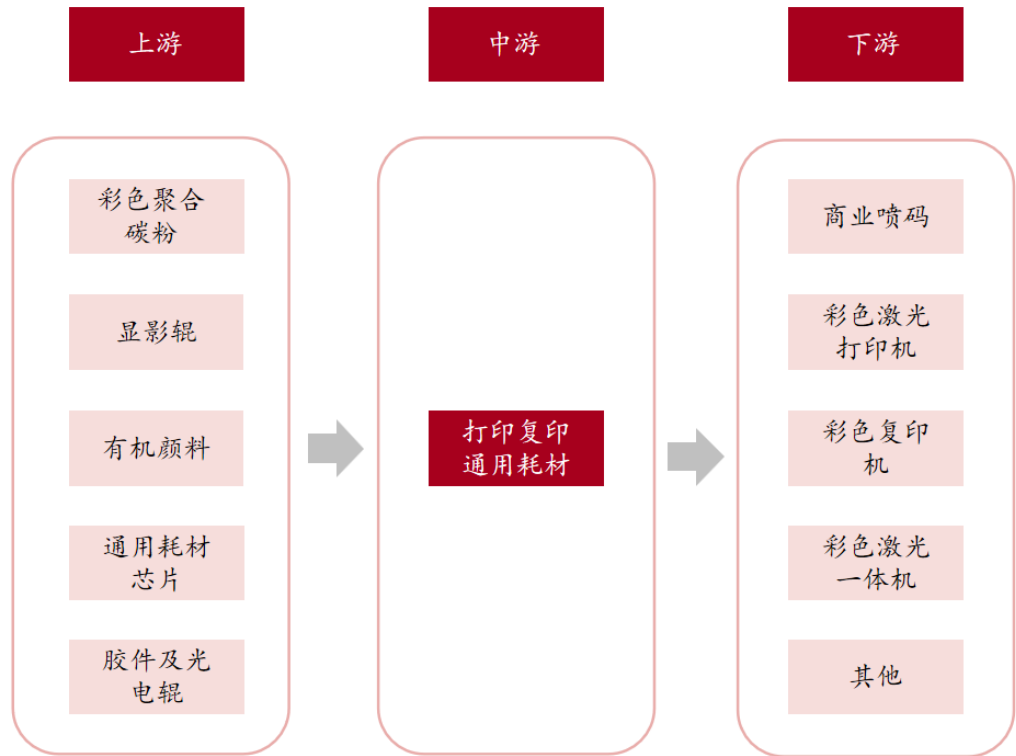 上游
中游
下游
彩色聚合
碳粉
显影辊
有机颜料
通用耗材
芯片
胶件及光
电辊
打印复印
通用耗材
商业喷码
彩色激光
打印机
彩色复印
机
彩色激光
一体机
其他